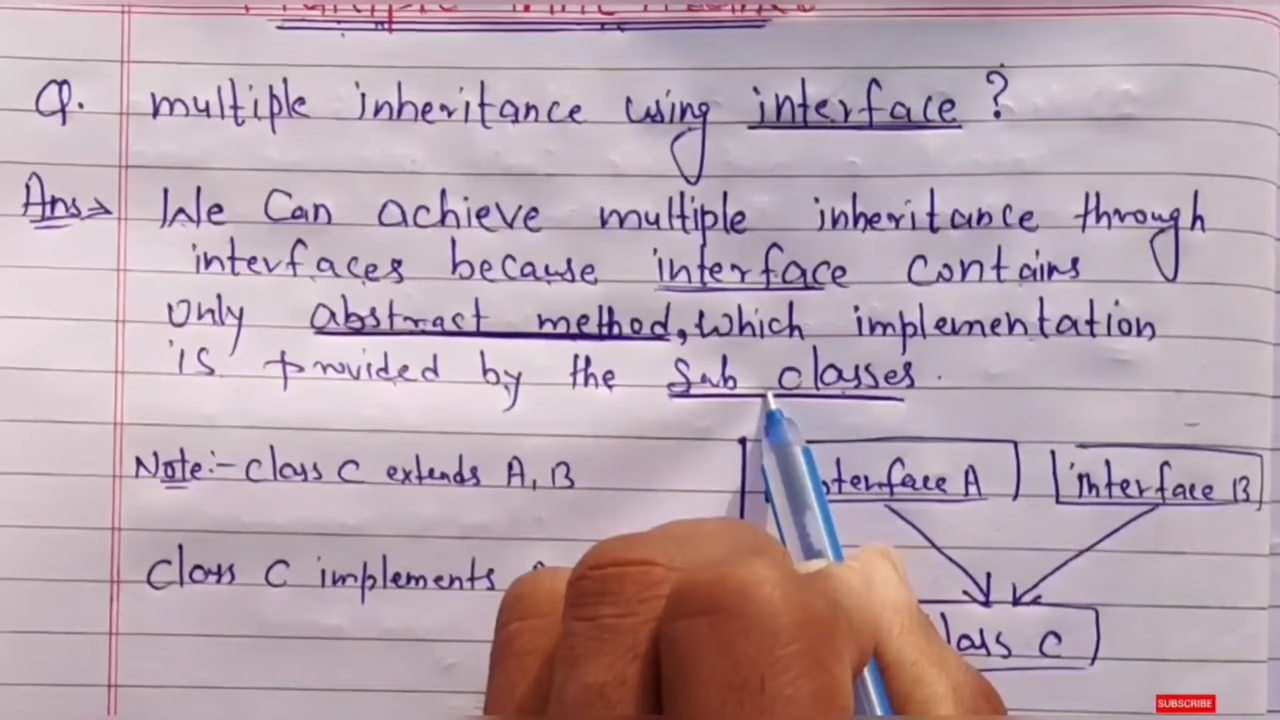 Q. multiple inheritance using interface ?
Ans> We Can achieve multiple inheritance through
interfaces because interface contains
only abstract method, which implementation
is provided by the Sub classes.
Note:- Class C extends A, B
interface A
interface B
Class C implements
Class C
SUBSCRIBE